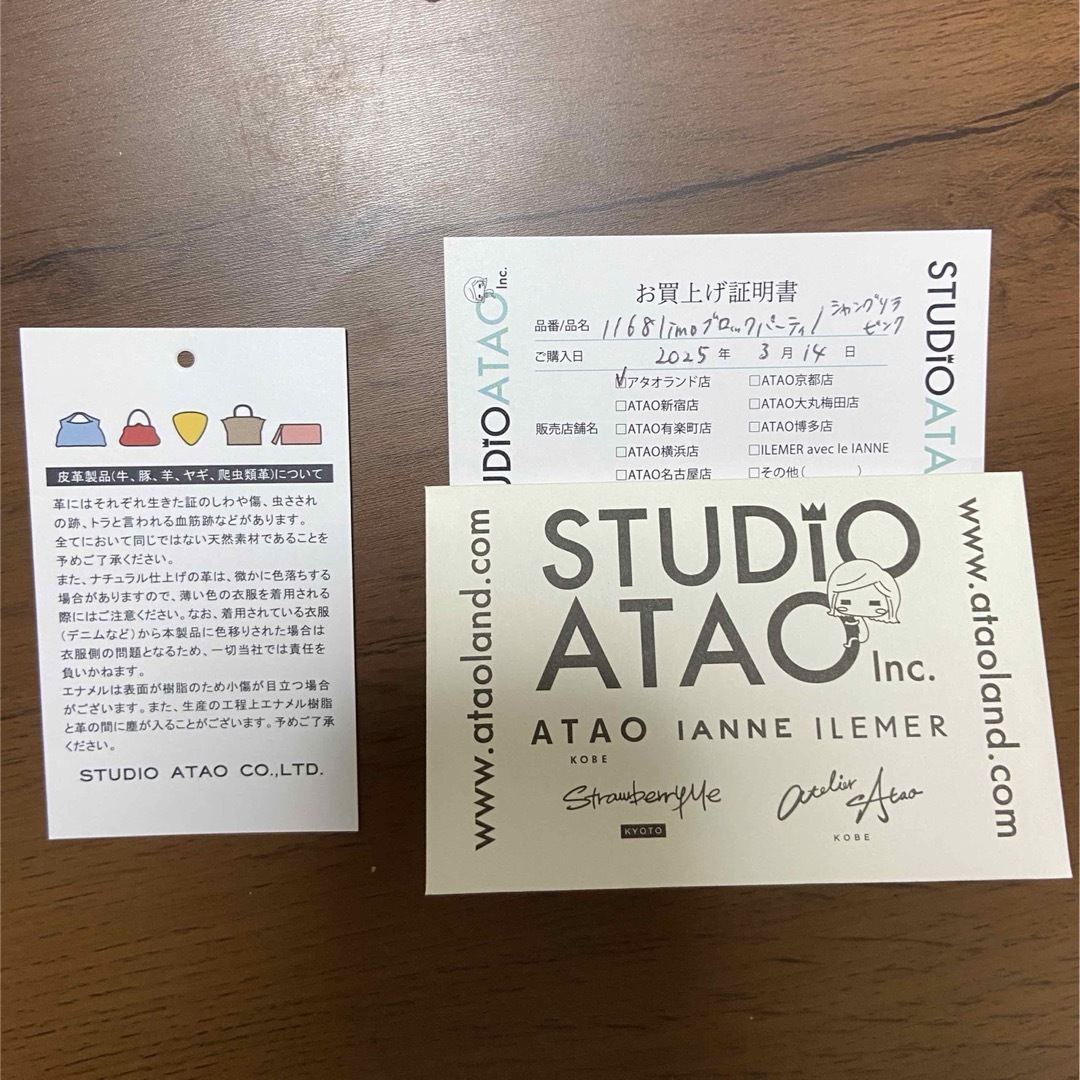 皮革製品(牛、豚、羊、ヤギ、爬虫類革)について
革にはそれぞれ生きた証のしわや傷、虫さされ
の跡、トラと言われる血筋跡などがあります。
全てにおいて同じではない天然素材であることを
予めご了承ください。
また、ナチュラル仕上げの革は、微かに色落ちする
場合がありますので、薄い色の衣服を着用される
際にはご注意ください。なお、着用されている衣服
(デニムなど)から本製品に色移りされた場合は
衣服側の問題となるため、一切当社では責任を
負いかねます。
エナメルは表面が樹脂のため小傷が目立つ場合
がございます。また、生産の工程上エナメル樹脂
と革の間に塵が入ることがございます。予めご了承
ください。
STUDIO ATAO CO.,LTD.
お買上げ証明書
品番/品名 1168 limoブロックパーティ/シャングリラ
ピンク
ご購入日 2025 年 3 月 14 日
販売店舗名
☑アタオランド店 □ATAO京都店
□ATAO新宿店 □ATAO大丸梅田店
□ATAO有楽町店 □ATAO博多店
□ATAO横浜店 □ILEMER avec le IANNE
□ATAO名古屋店 □その他( )
UDIO ATAO Inc.
STUDIO ATA
STUDIO
ATAO Inc.
ATAO IANNE ILEMER
KOBE
StrawberryMe atelier Atao
KYOTO KOBE
www.ataoland.com
www.ataoland.com